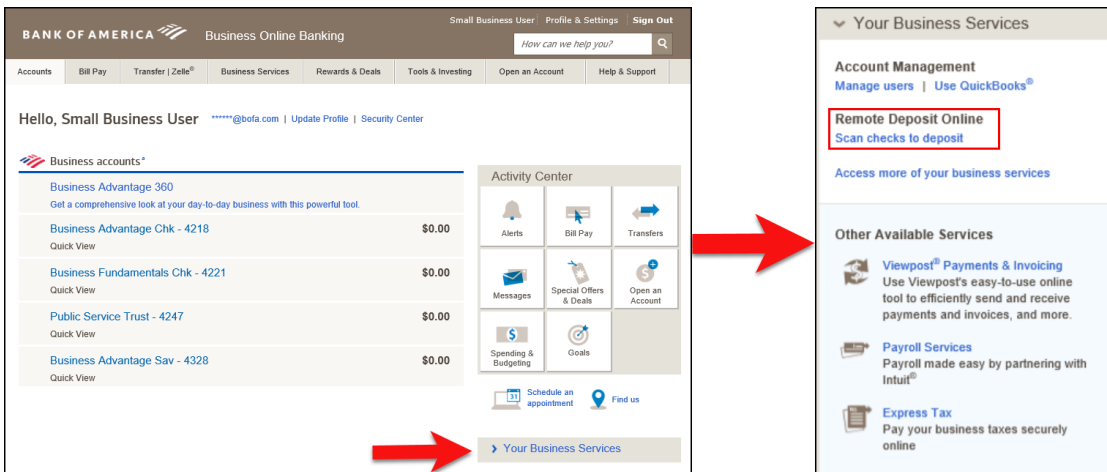 Small Business User | Profile & Settings | Sign Out
BANK OF AMERICA Business Online Banking
How can we help you?
Accounts Bill Pay Transfer | Zelle® Business Services Rewards & Deals Tools & Investing Open an Account Help & Support
Hello, Small Business User ******@bofa.com | Update Profile | Security Center
Business accounts
Business Advantage 360
Get a comprehensive look at your day-to-day business with this powerful tool.
Business Advantage Chk - 4218 $0.00
Quick View
Business Fundamentals Chk - 4221 $0.00
Quick View
Public Service Trust - 4247 $0.00
Quick View
Business Advantage Sav - 4328 $0.00
Quick View
Activity Center
Alerts Bill Pay Transfers
Messages Special Offers Open an
& Deals Account
Spending & Goals
Budgeting
31 Schedule an Find us
appointment
Your Business Services
Your Business Services
Account Management
Manage users | Use QuickBooks®
Remote Deposit Online
Scan checks to deposit
Access more of your business services
Other Available Services
Viewpost® Payments & Invoicing
Use Viewpost's easy-to-use online
tool to efficiently send and receive
payments and invoices, and more.
Payroll Services
Payroll made easy by partnering with
Intuit®
Express Tax
Pay your business taxes securely
online